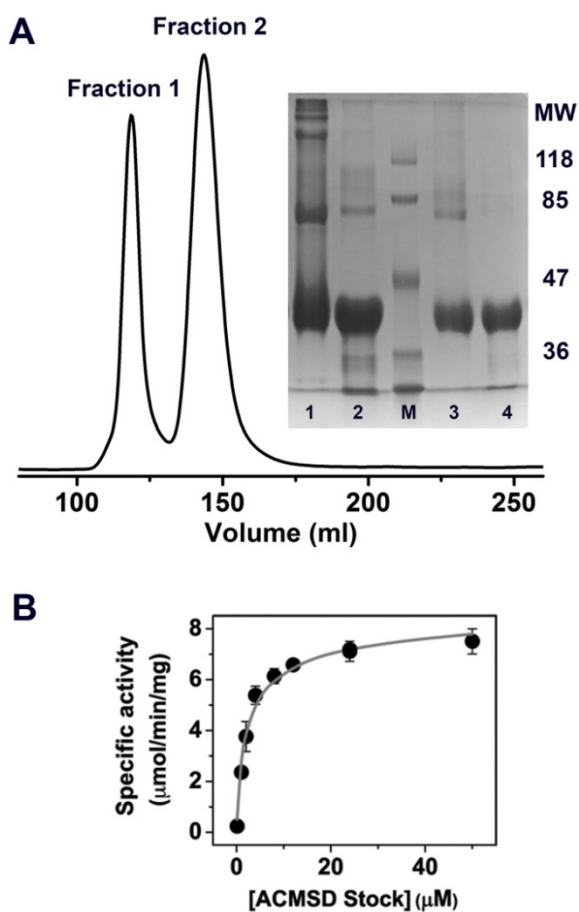 A
Fraction 2
Fraction 1
MW
118
85
47
36
1 2 M 3 4
100 150 200 250
Volume (ml)
B
Specific activity
(μmol/min/mg)
8
6
4
2
0
0 20 40
[ACMSD Stock] (μM)